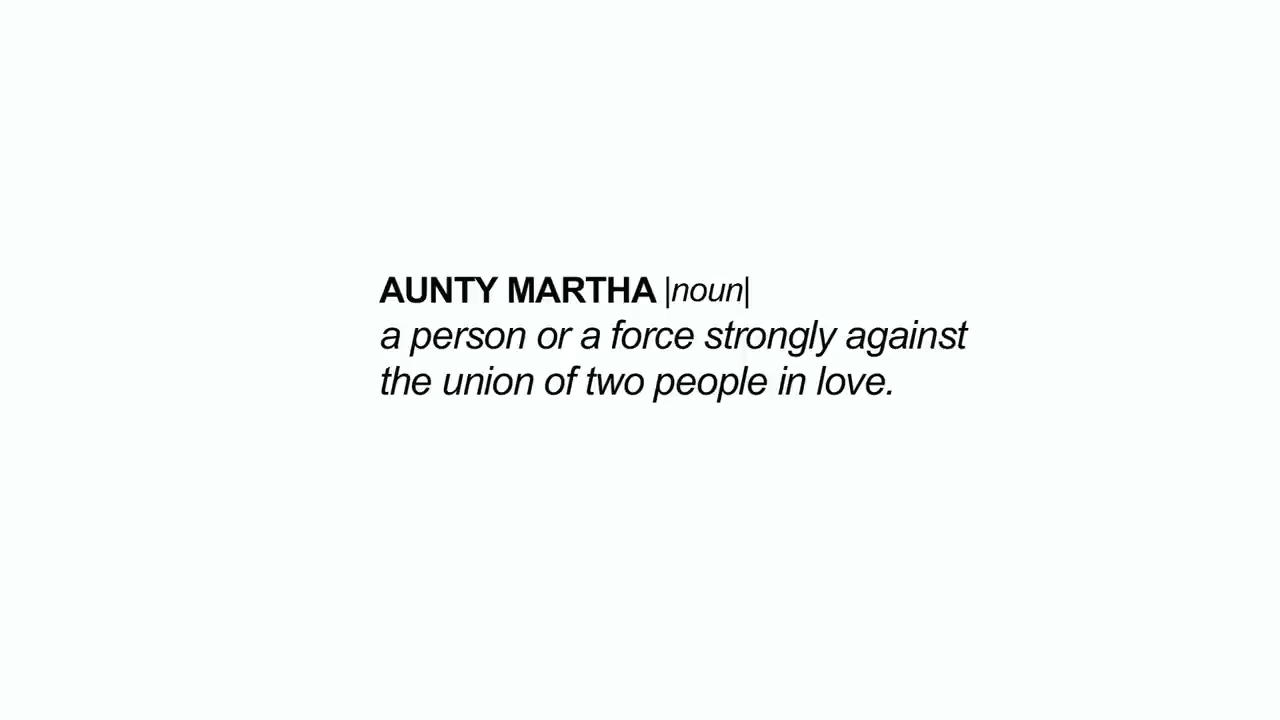 AUNTY MARTHA |noun|
a person or a force strongly against
the union of two people in love.